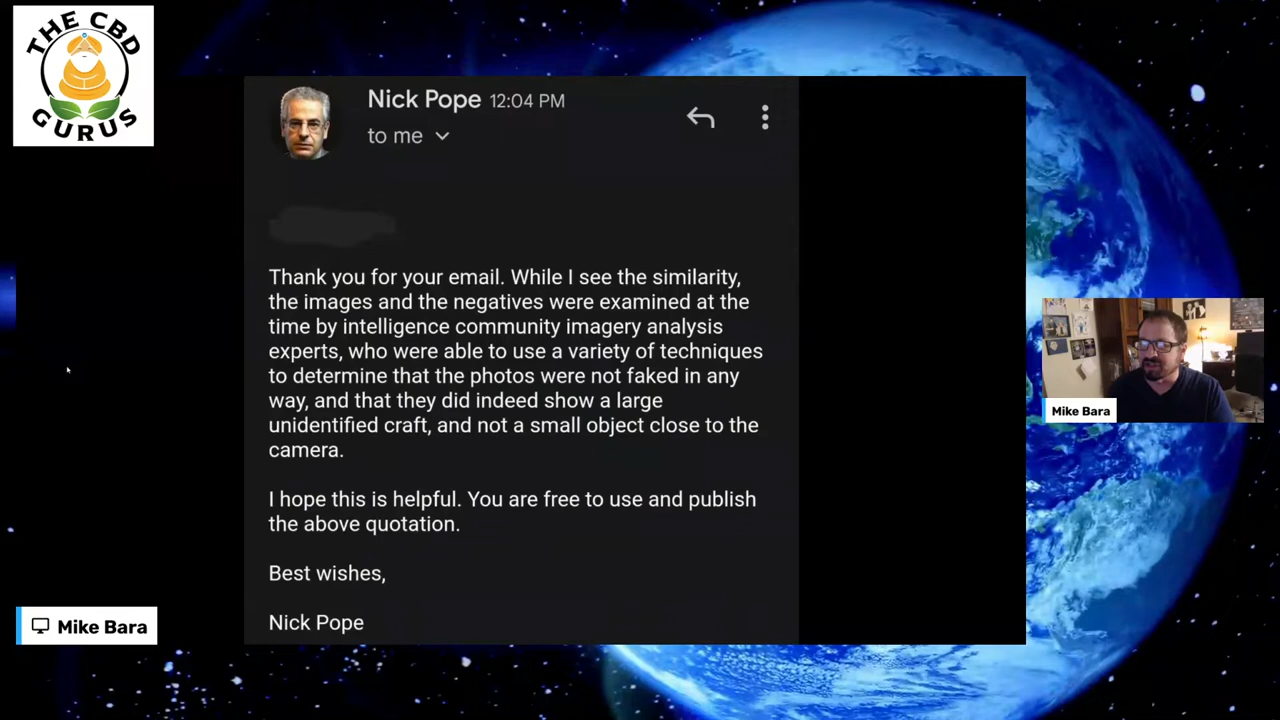 THE CBD
GURUS
Nick Pope 12:04 PM
to me
Thank you for your email. While I see the similarity,
the images and the negatives were examined at the
time by intelligence community imagery analysis
experts, who were able to use a variety of techniques
to determine that the photos were not faked in any
way, and that they did indeed show a large
unidentified craft, and not a small object close to the
camera.
I hope this is helpful. You are free to use and publish
the above quotation.
Best wishes,
Nick Pope
Mike Bara
Mike Bara